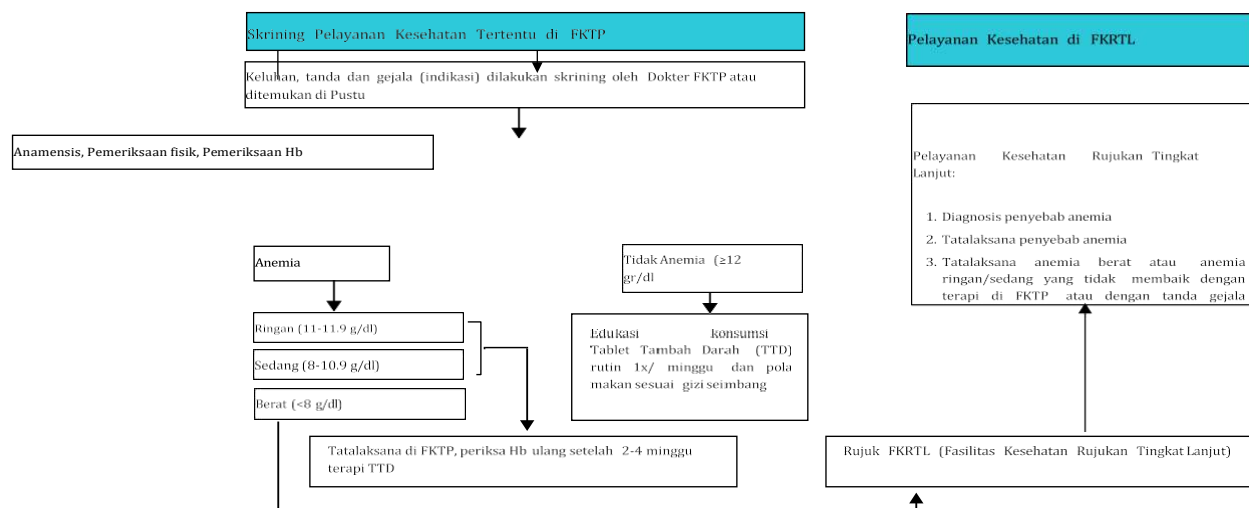 Skrining Pelayanan Kesehatan Tertentu di FKTP
Keluhan, tanda dan gejala (indikasi) dilakukan skrining oleh Dokter FKTP atau
ditemukan di Pustu
Anamensis, Pemeriksaan fisik, Pemeriksaan Hb
Anemia
Ringan (11-11.9 g/dl)
Sedang (8-10.9 g/dl)
Berat (<8 g/dl)
Tidak Anemia (≥12
gr/dl
Edukasi konsumsi
Tablet Tambah Darah (TTD)
rutin 1x/ minggu dan pola
makan sesuai gizi seimbang
Tatalaksana di FKTP, periksa Hb ulang setelah 2-4 minggu
terapi TTD
Pelayanan Kesehatan di FKRTL
Pelayanan Kesehatan Rujukan Tingkat
Lanjut:
1. Diagnosis penyebab anemia
2. Tatalaksana penyebab anemia
3. Tatalaksana anemia berat atau anemia
ringan/sedang yang tidak membaik dengan
terapi di FKTP atau dengan tanda gejala
Rujuk FKRTL (Fasilitas Kesehatan Rujukan Tingkat Lanjut)